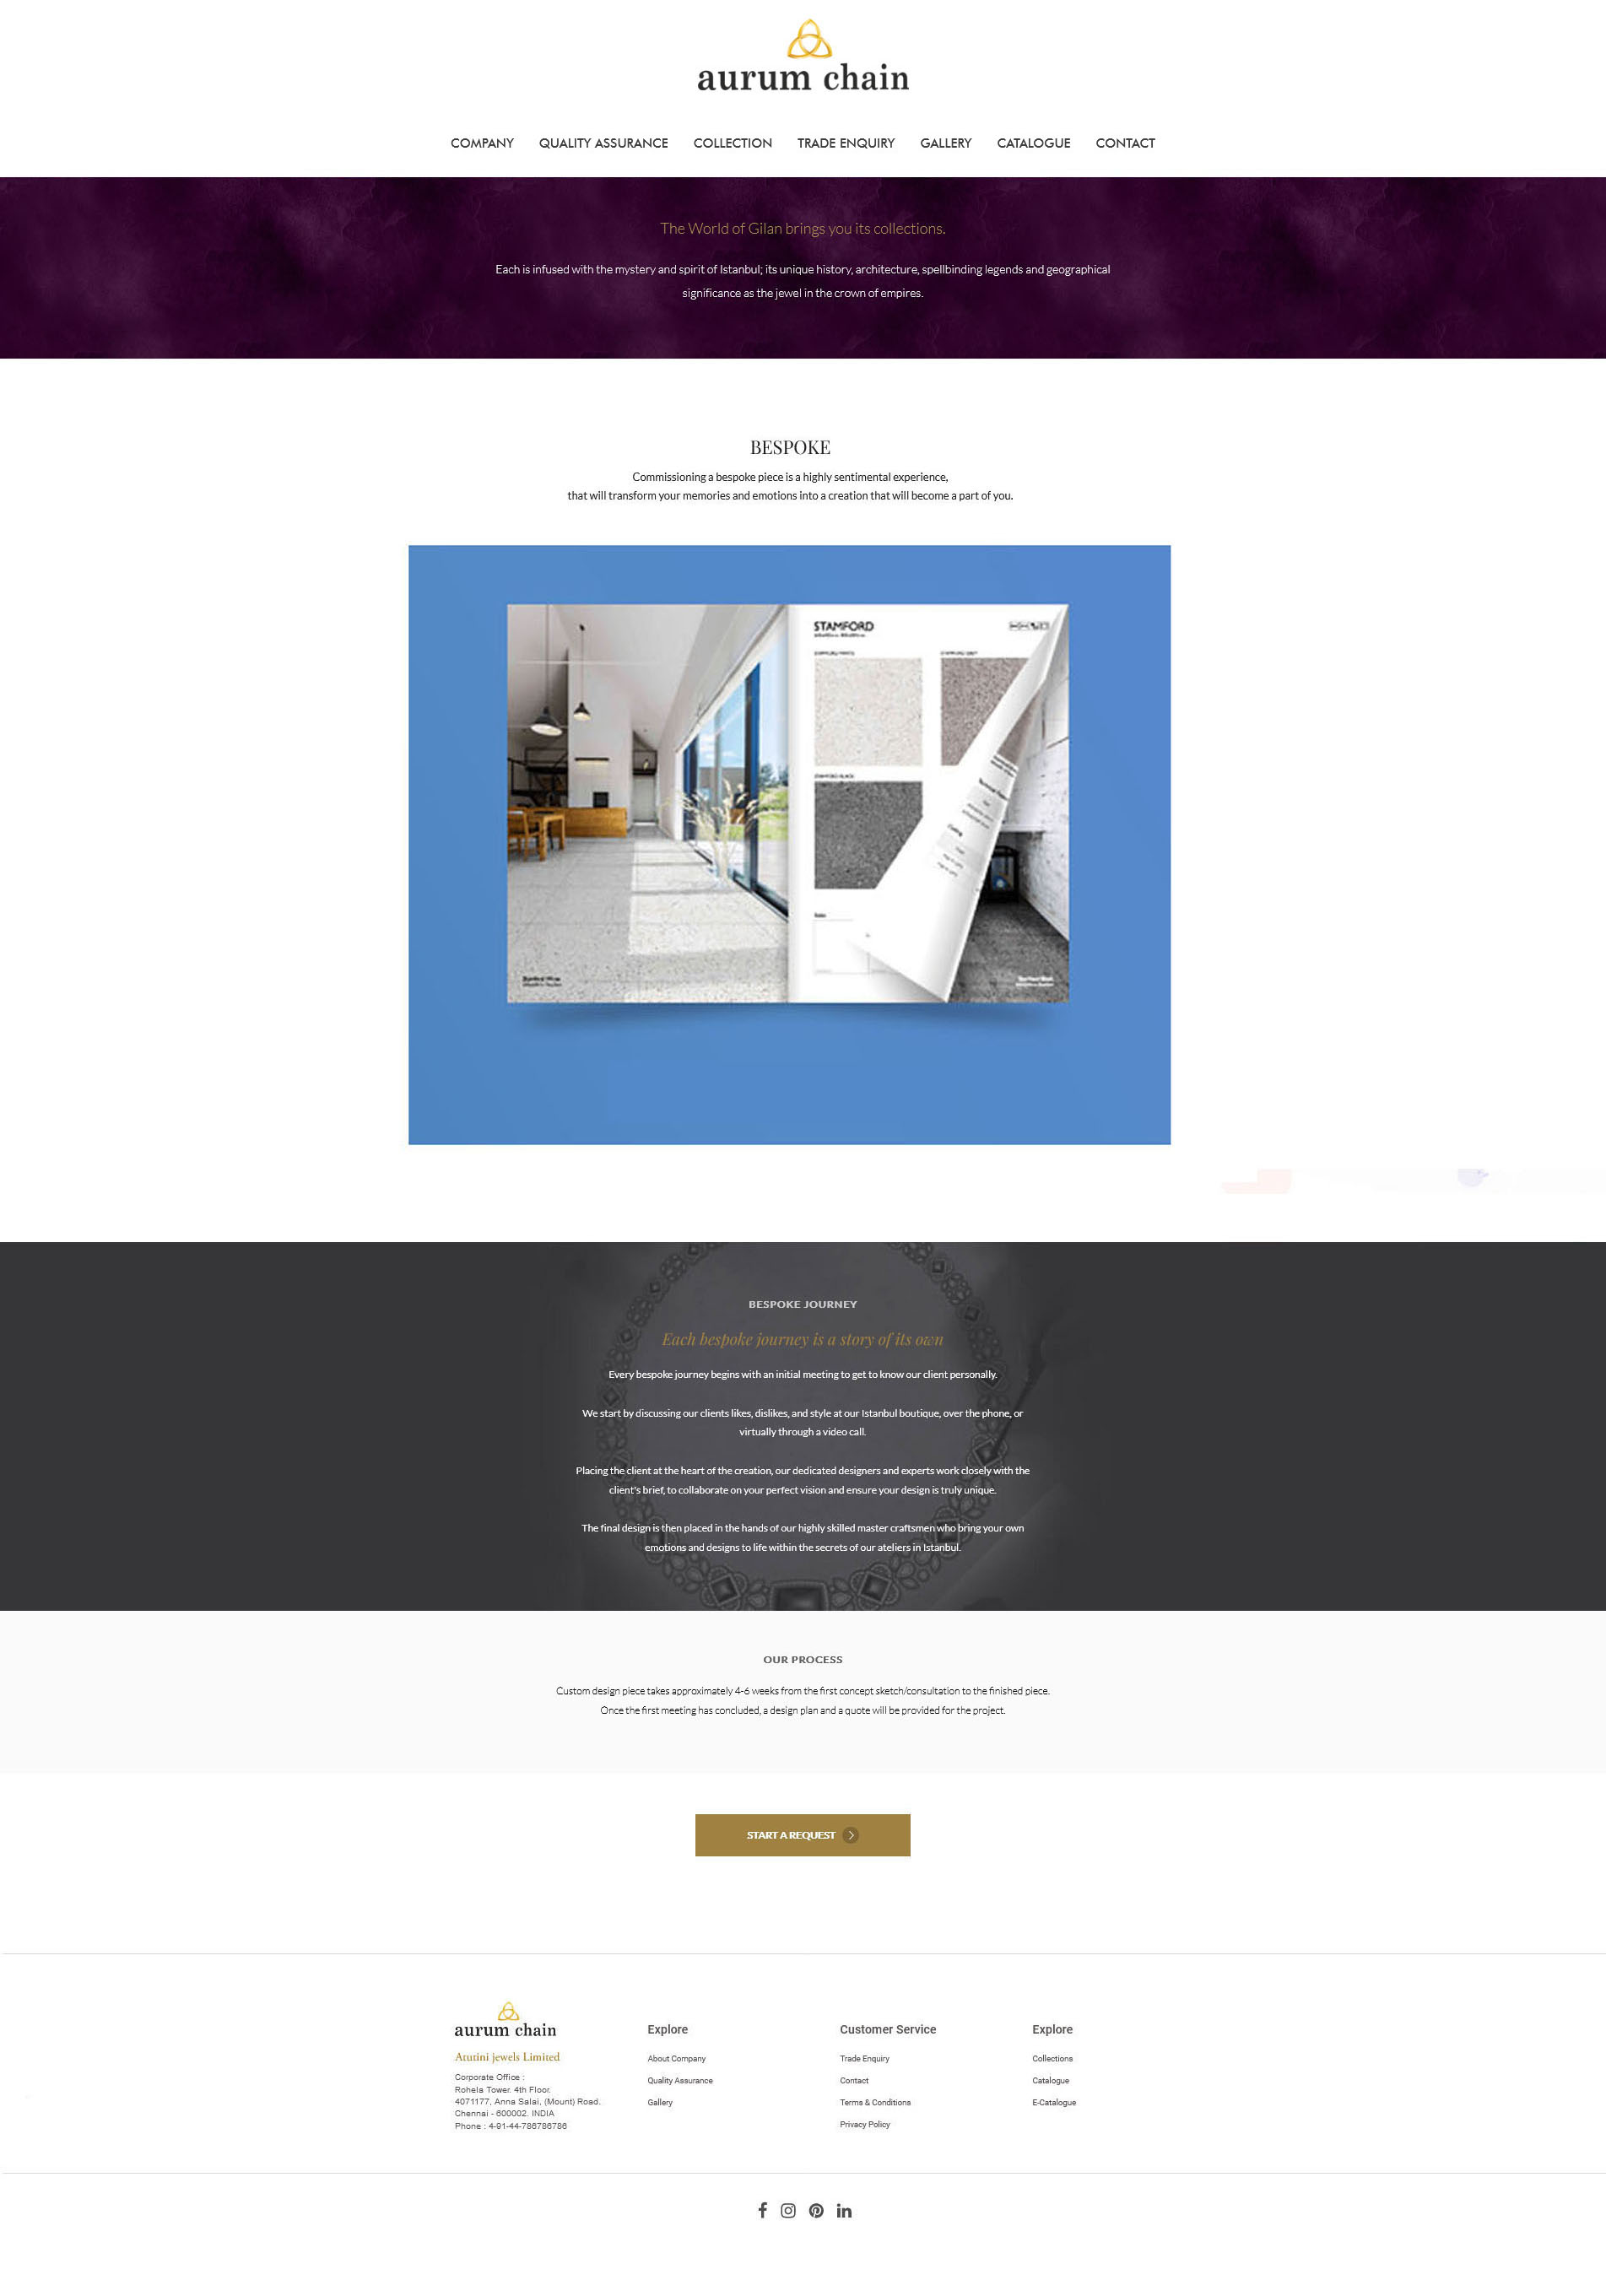 aurum chain
COMPANY QUALITY ASSURANCE COLLECTION TRADE ENQUIRY GALLERY CATALOGUE CONTACT
The World of Gilan brings you its collections.
Each is infused with the mystery and spirit of Istanbul; its unique history, architecture, spellbinding legends and geographical
significance as the jewel in the crown of empires.
BESPOKE
Commissioning a bespoke piece is a highly sentimental experience,
that will transform your memories and emotions into a creation that will become a part of you.
STAMFORD
BESPOKE JOURNEY
Each bespoke journey is a story of its own
Every bespoke journey begins with an initial meeting to get to know our client personally.
We start by discussing our clients likes, dislikes, and style at our Istanbul boutique, over the phone, or
virtually through a video call.
Placing the client at the heart of the creation, our dedicated designers and experts work closely with the
client's brief, to collaborate on your perfect vision and ensure your design is truly unique.
The final design is then placed in the hands of our highly skilled master craftsmen who bring your own
emotions and designs to life within the secrets of our ateliers in Istanbul.
OUR PROCESS
Custom design piece takes approximately 4-6 weeks from the first concept sketch/consultation to the finished piece.
Once the first meeting has concluded, a design plan and a quote will be provided for the project.
START A REQUEST
aurum chain
Atutini jewels Limited
Corporate Office :
Rohela Tower. 4th Floor.
4071177, Anna Salai, (Mount) Road.
Chennai - 600002. INDIA
Phone : 4-91-44-786786786
Explore
About Company
Quality Assurance
Gallery
Customer Service
Trade Enquiry
Contact
Terms & Conditions
Privacy Policy
Explore
Collections
Catalogue
E-Catalogue